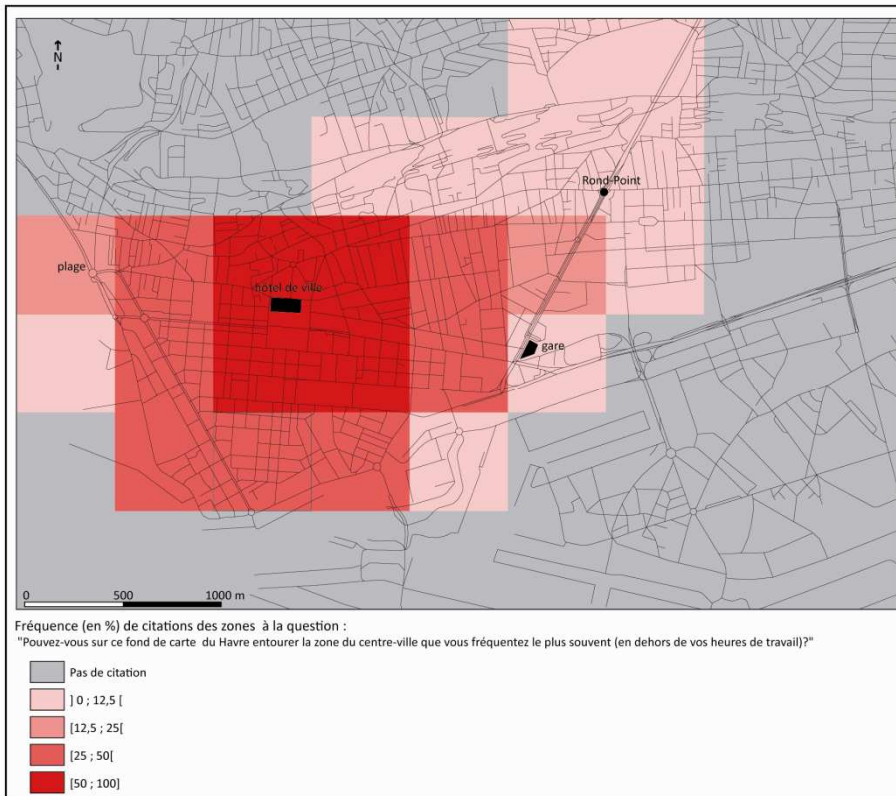 N
Rond-Point
plage
hôtel de ville
gare
0 500 1000 m
Fréquence (en %) de citations des zones à la question :
"Pouvez-vous sur ce fond de carte du Havre entourer la zone du centre-ville que vous fréquentez le plus souvent (en dehors de vos heures de travail)?"
Pas de citation
] 0 ; 12,5 [
[12,5 ; 25[
[25 ; 50[
[50 ; 100]